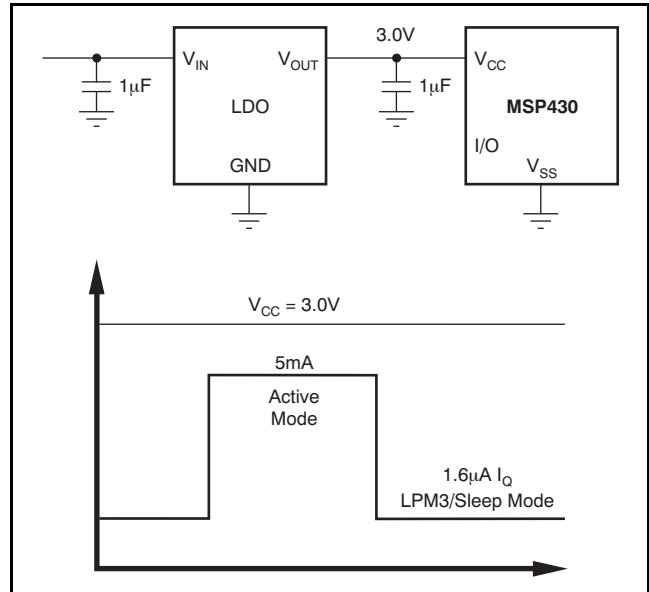 3.0V
V_IN V_OUT V_CC
1μF 1μF
LDO MSP430
I/O
GND V_SS
V_CC = 3.0V
5mA
Active
Mode
1.6μA I_Q
LPM3/Sleep Mode